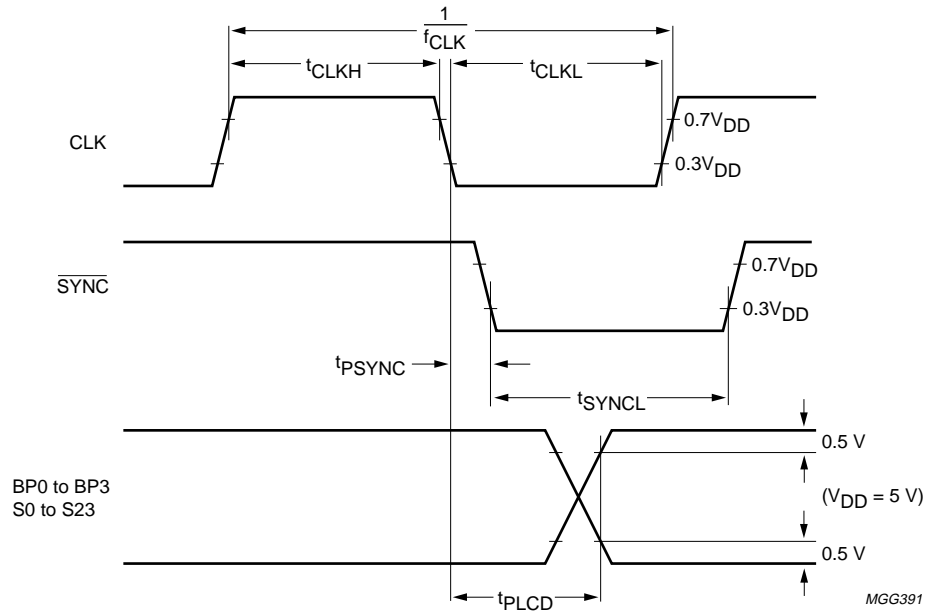 1
fCLK
tCLKH
tCLKL
CLK
0.7VDD
0.3VDD
SYNC
0.7VDD
0.3VDD
tPSYNC
tSYNCL
BP0 to BP3
S0 to S23
0.5 V
(VDD = 5 V)
0.5 V
tPLCD
MGG391